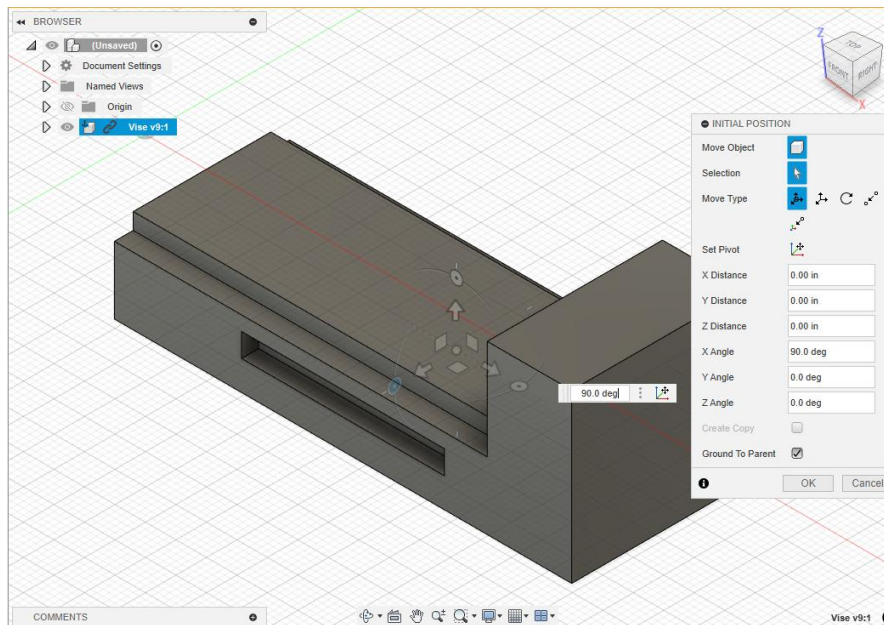 BROWSER
(Unsaved)
Document Settings
Named Views
Origin
Vise v9:1
Z
TOP
FRONT
RIGHT
X
INITIAL POSITION
Move Object
Selection
Move Type
Set Pivot
X Distance 0.00 in
Y Distance 0.00 in
Z Distance 0.00 in
X Angle 90.0 deg
Y Angle 0.0 deg
Z Angle 0.0 deg
Create Copy
Ground To Parent
OK Cancel
90.0 deg
COMMENTS
Vise v9:1